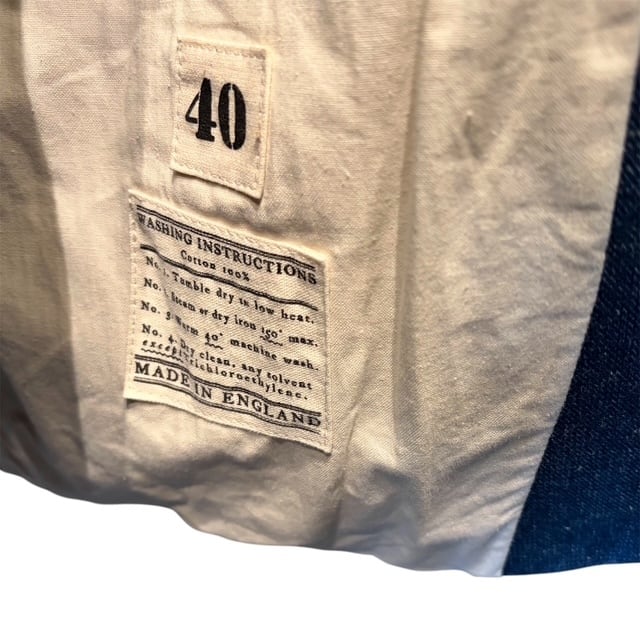 40
WASHING INSTRUCTIONS
Cotton 100%
No. 1. Tumble dry in low heat.
No. Steam or dry iron 150° max.
No. 3. Warm 40° machine wash.
No. 4. Dry clean, any solvent
except trichloroethylene.
MADE IN ENGLAND